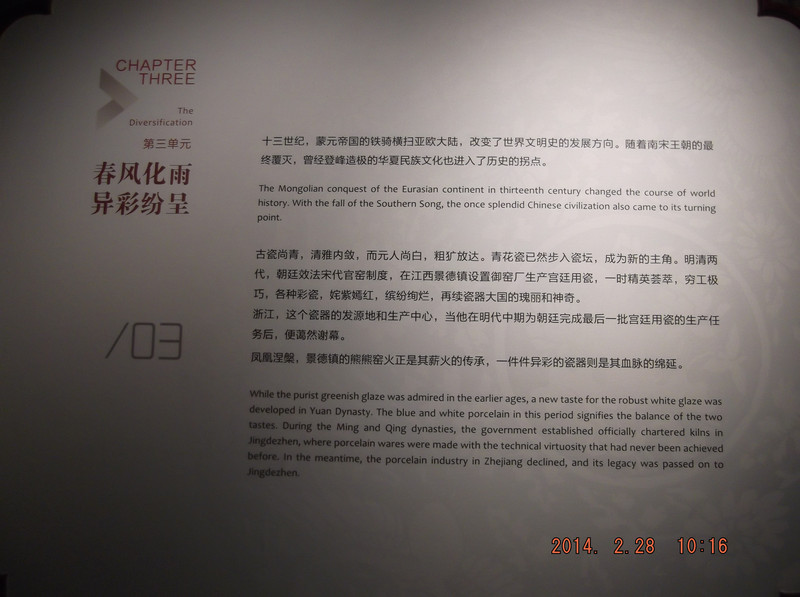 CHAPTER
THREE
The
Diversification
第三单元
春风化雨
异彩纷呈
/03
十三世纪，蒙元帝国的铁骑横扫亚欧大陆，改变了世界文明史的发展方向。随着南宋王朝的最
终覆灭，曾经登峰造极的华夏民族文化也进入了历史的拐点。
The Mongolian conquest of the Eurasian continent in thirteenth century changed the course of world
history. With the fall of the Southern Song, the once splendid Chinese civilization also came to its turning
point.
古瓷尚青，清雅内敛，而元人尚白，粗犷放达。青花瓷已然步入瓷坛，成为新的主角。明清两
代，朝廷效法宋代官窑制度，在江西景德镇设置御窑厂生产宫廷用瓷，一时精英荟萃，穷工极
巧，各种彩瓷，姹紫嫣红，缤纷绚烂，再续瓷器大国的瑰丽和神奇。
浙江，这个瓷器的发源地和生产中心，当他在明代中期为朝廷完成最后一批宫廷用瓷的生产任
务后，便蔼然谢幕。
凤凰涅槃，景德镇的熊熊窑火正是其薪火的传承，一件件异彩的瓷器则是其血脉的绵延。
While the purist greenish glaze was admired in the earlier ages, a new taste for the robust white glaze was
developed in Yuan Dynasty. The blue and white porcelain in this period signifies the balance of the two
tastes. During the Ming and Qing dynasties, the government established officially chartered kilns in
Jingdezhen, where porcelain wares were made with the technical virtuosity that had never been achieved
before. In the meantime, the porcelain industry in Zhejiang declined, and its legacy was passed on to
Jingdezhen.
2014. 2.28 10:16